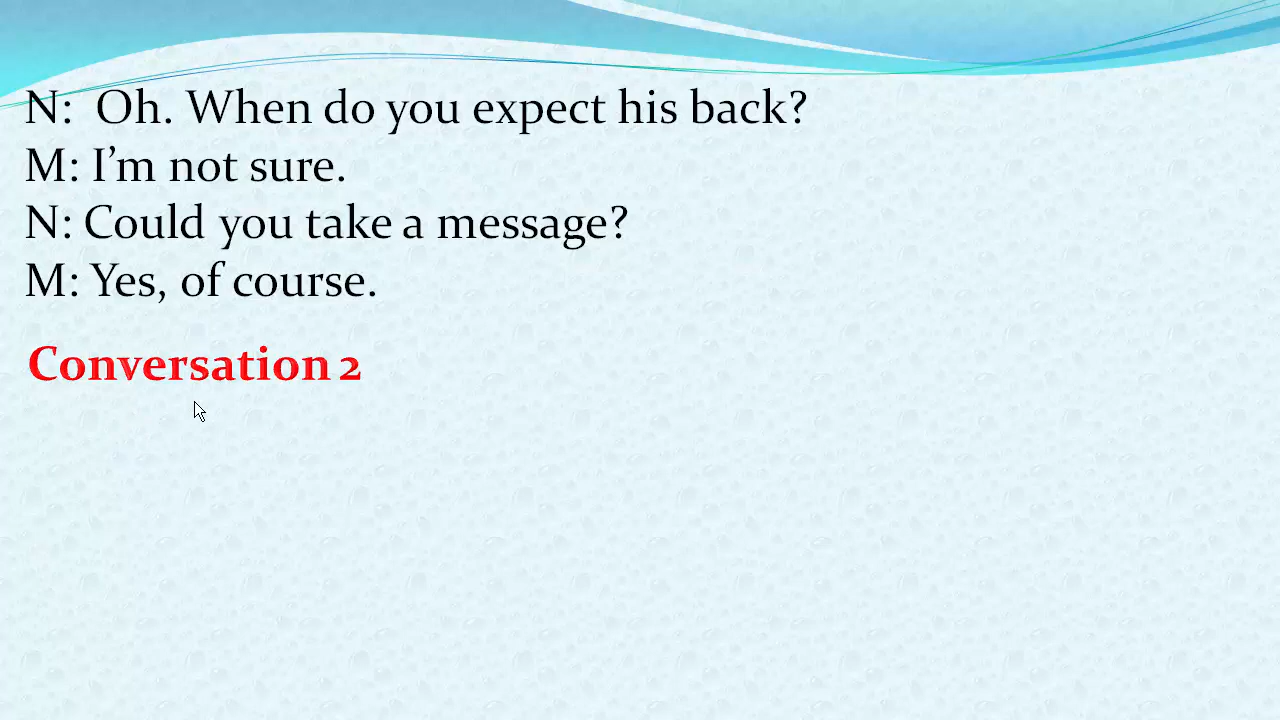 N:  Oh. When do you expect his back?
M: I’m not sure.
N: Could you take a message?
M: Yes, of course.
Conversation 2